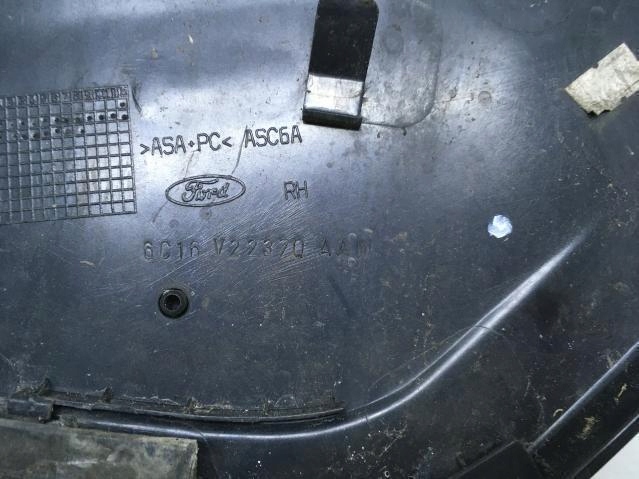 >ASA+PC< ASC6A
Ford RH
6C16 V22370